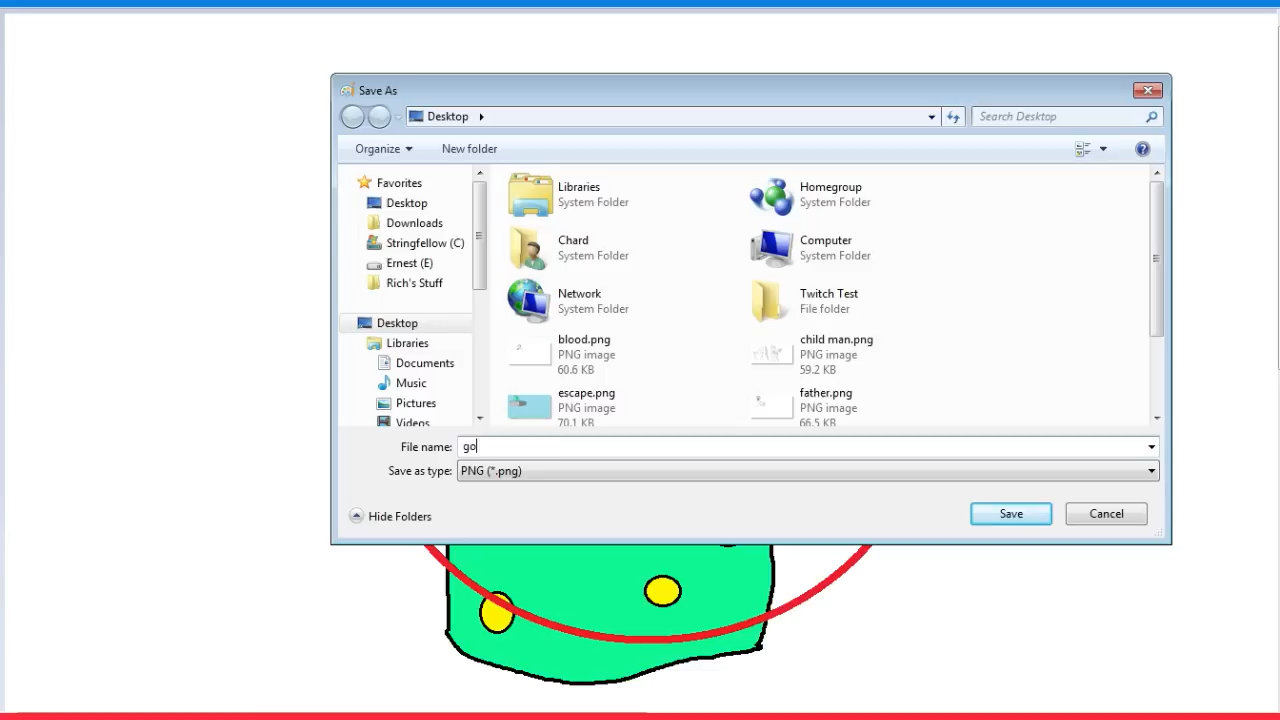 Save As
Desktop
Search Desktop
Organize
New folder
Favorites
Desktop
Downloads
Stringfellow (C)
Ernest (E)
Rich's Stuff
Desktop
Libraries
Documents
Music
Pictures
Videos
Libraries
System Folder
Homegroup
System Folder
Chard
System Folder
Computer
System Folder
Network
System Folder
Twitch Test
File folder
blood.png
PNG image
60.6 KB
child man.png
PNG image
59.2 KB
escape.png
PNG image
70.1 KB
father.png
PNG image
66.5 KB
File name: go
Save as type: PNG (*.png)
Hide Folders
Save
Cancel